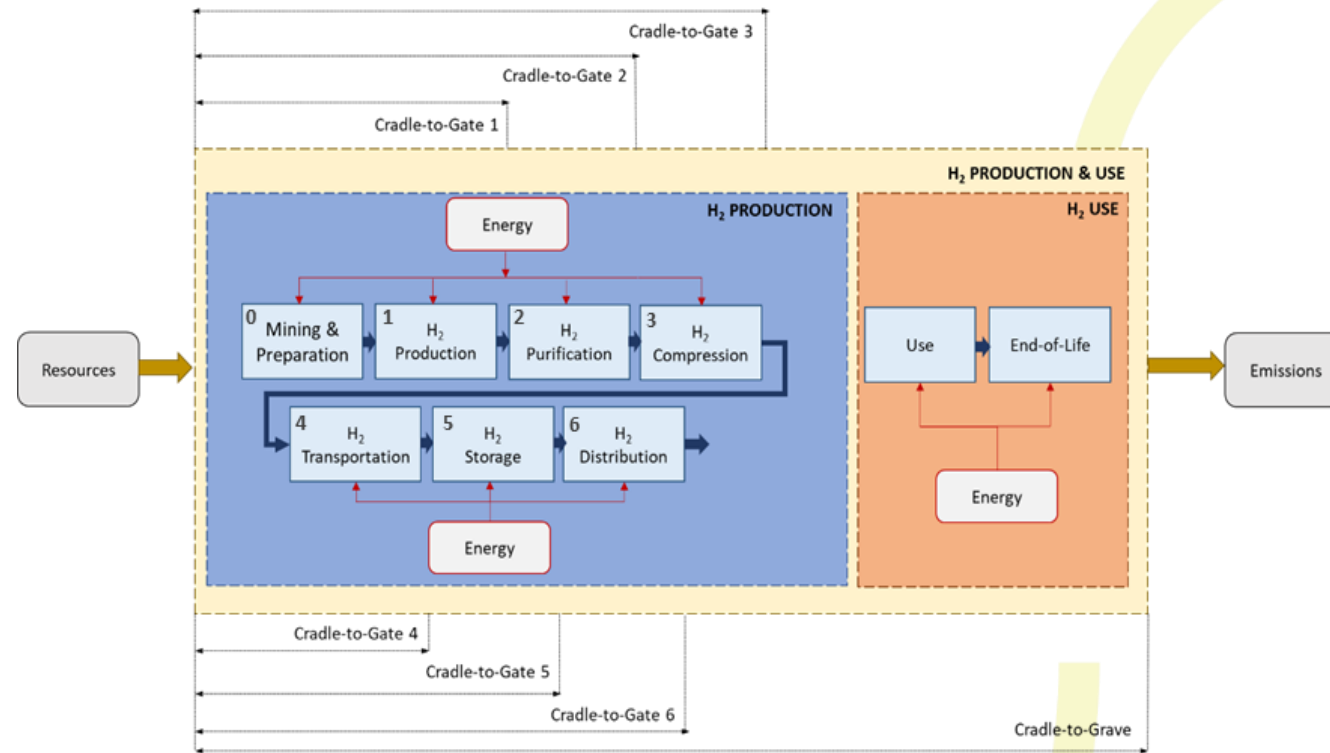 Cradle-to-Gate 3
Cradle-to-Gate 2
Cradle-to-Gate 1
H₂ PRODUCTION & USE
H₂ PRODUCTION
H₂ USE
Energy
0
Mining &
Preparation
1
H₂
Production
2
H₂
Purification
3
H₂
Compression
Use
End-of-Life
Resources
Emissions
4
H₂
Transportation
5
H₂
Storage
6
H₂
Distribution
Energy
Energy
Cradle-to-Gate 4
Cradle-to-Gate 5
Cradle-to-Gate 6
Cradle-to-Grave